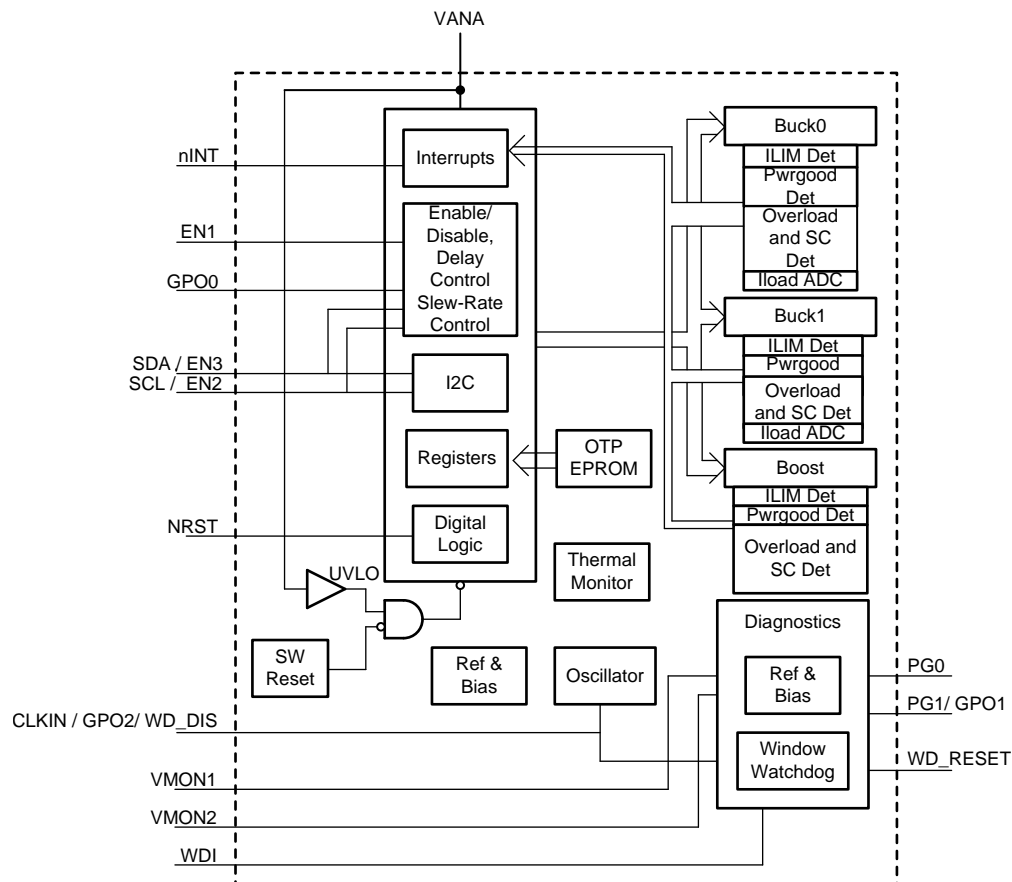 VANA
nINT
EN1
GPO0
SDA / EN3
SCL / EN2
NRST
Interrupts
Enable/
Disable,
Delay
Control
Slew-Rate
Control
I2C
Registers
Digital
Logic
OTP
EPROM
Buck0
ILIM Det
Pwrgood
Det
Overload
and SC
Det
Iload ADC
Buck1
ILIM Det
Pwrgood
Overload
and SC Det
Iload ADC
Boost
ILIM Det
Pwrgood Det
Overload and
SC Det
UVLO
SW
Reset
Thermal
Monitor
Ref &
Bias
Oscillator
Diagnostics
Ref &
Bias
Window
Watchdog
CLKIN / GPO2/ WD_DIS
VMON1
VMON2
WDI
PG0
PG1/ GPO1
WD_RESET